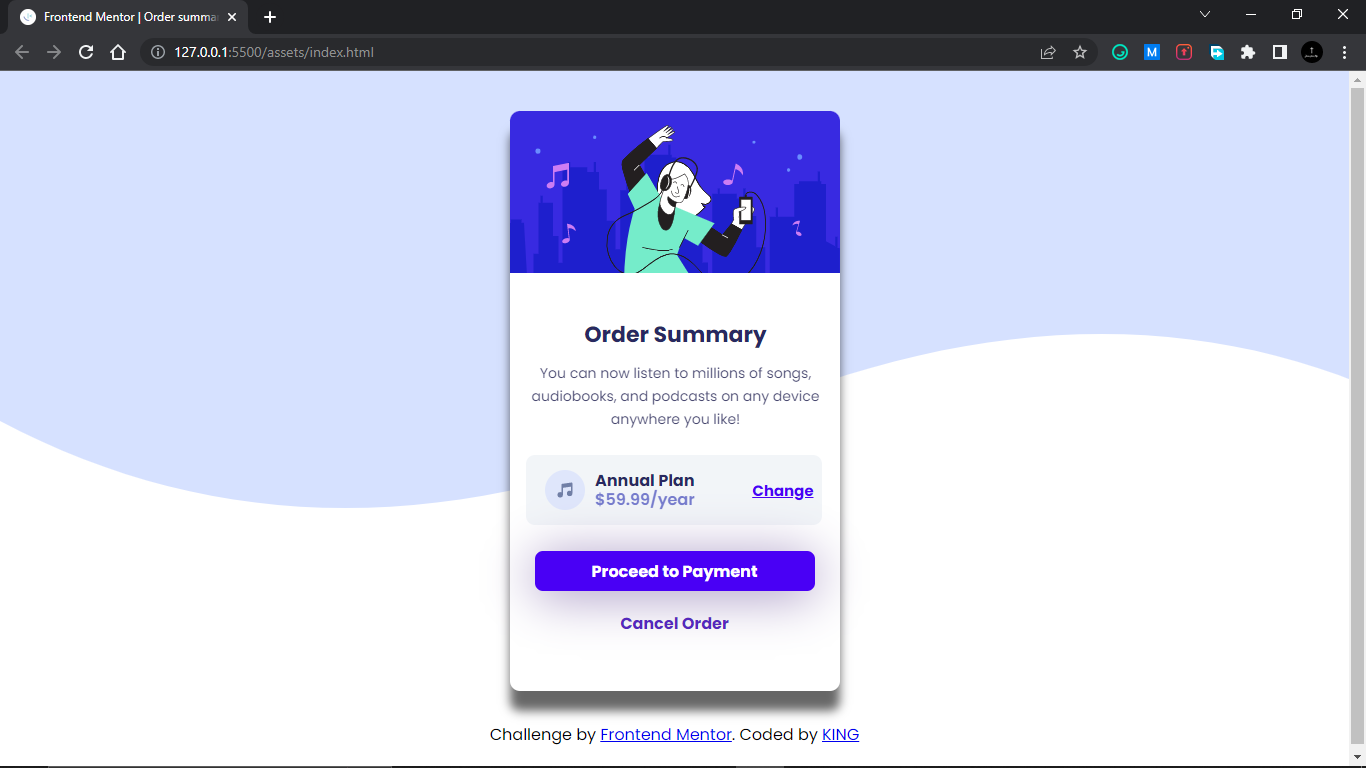 Frontend Mentor | Order summa
127.0.0.1:5500/assets/index.html
M
Order Summary
You can now listen to millions of songs,
audiobooks, and podcasts on any device
anywhere you like!
Annual Plan
$59.99/year
Change
Proceed to Payment
Cancel Order
Challenge by Frontend Mentor. Coded by KING